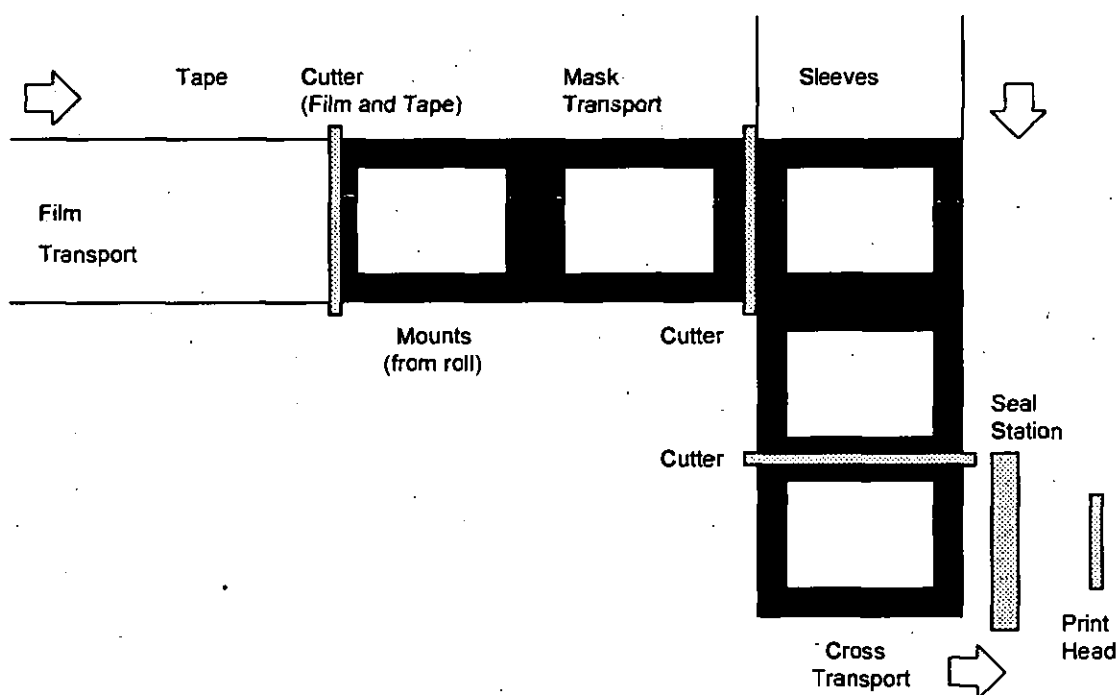 Tape
Cutter
(Film and Tape)
Mask
Transport
Sleeves
Film
Transport
Mounts
(from roll)
Cutter
Seal
Station
Cutter
Print
Head
Cross
Transport